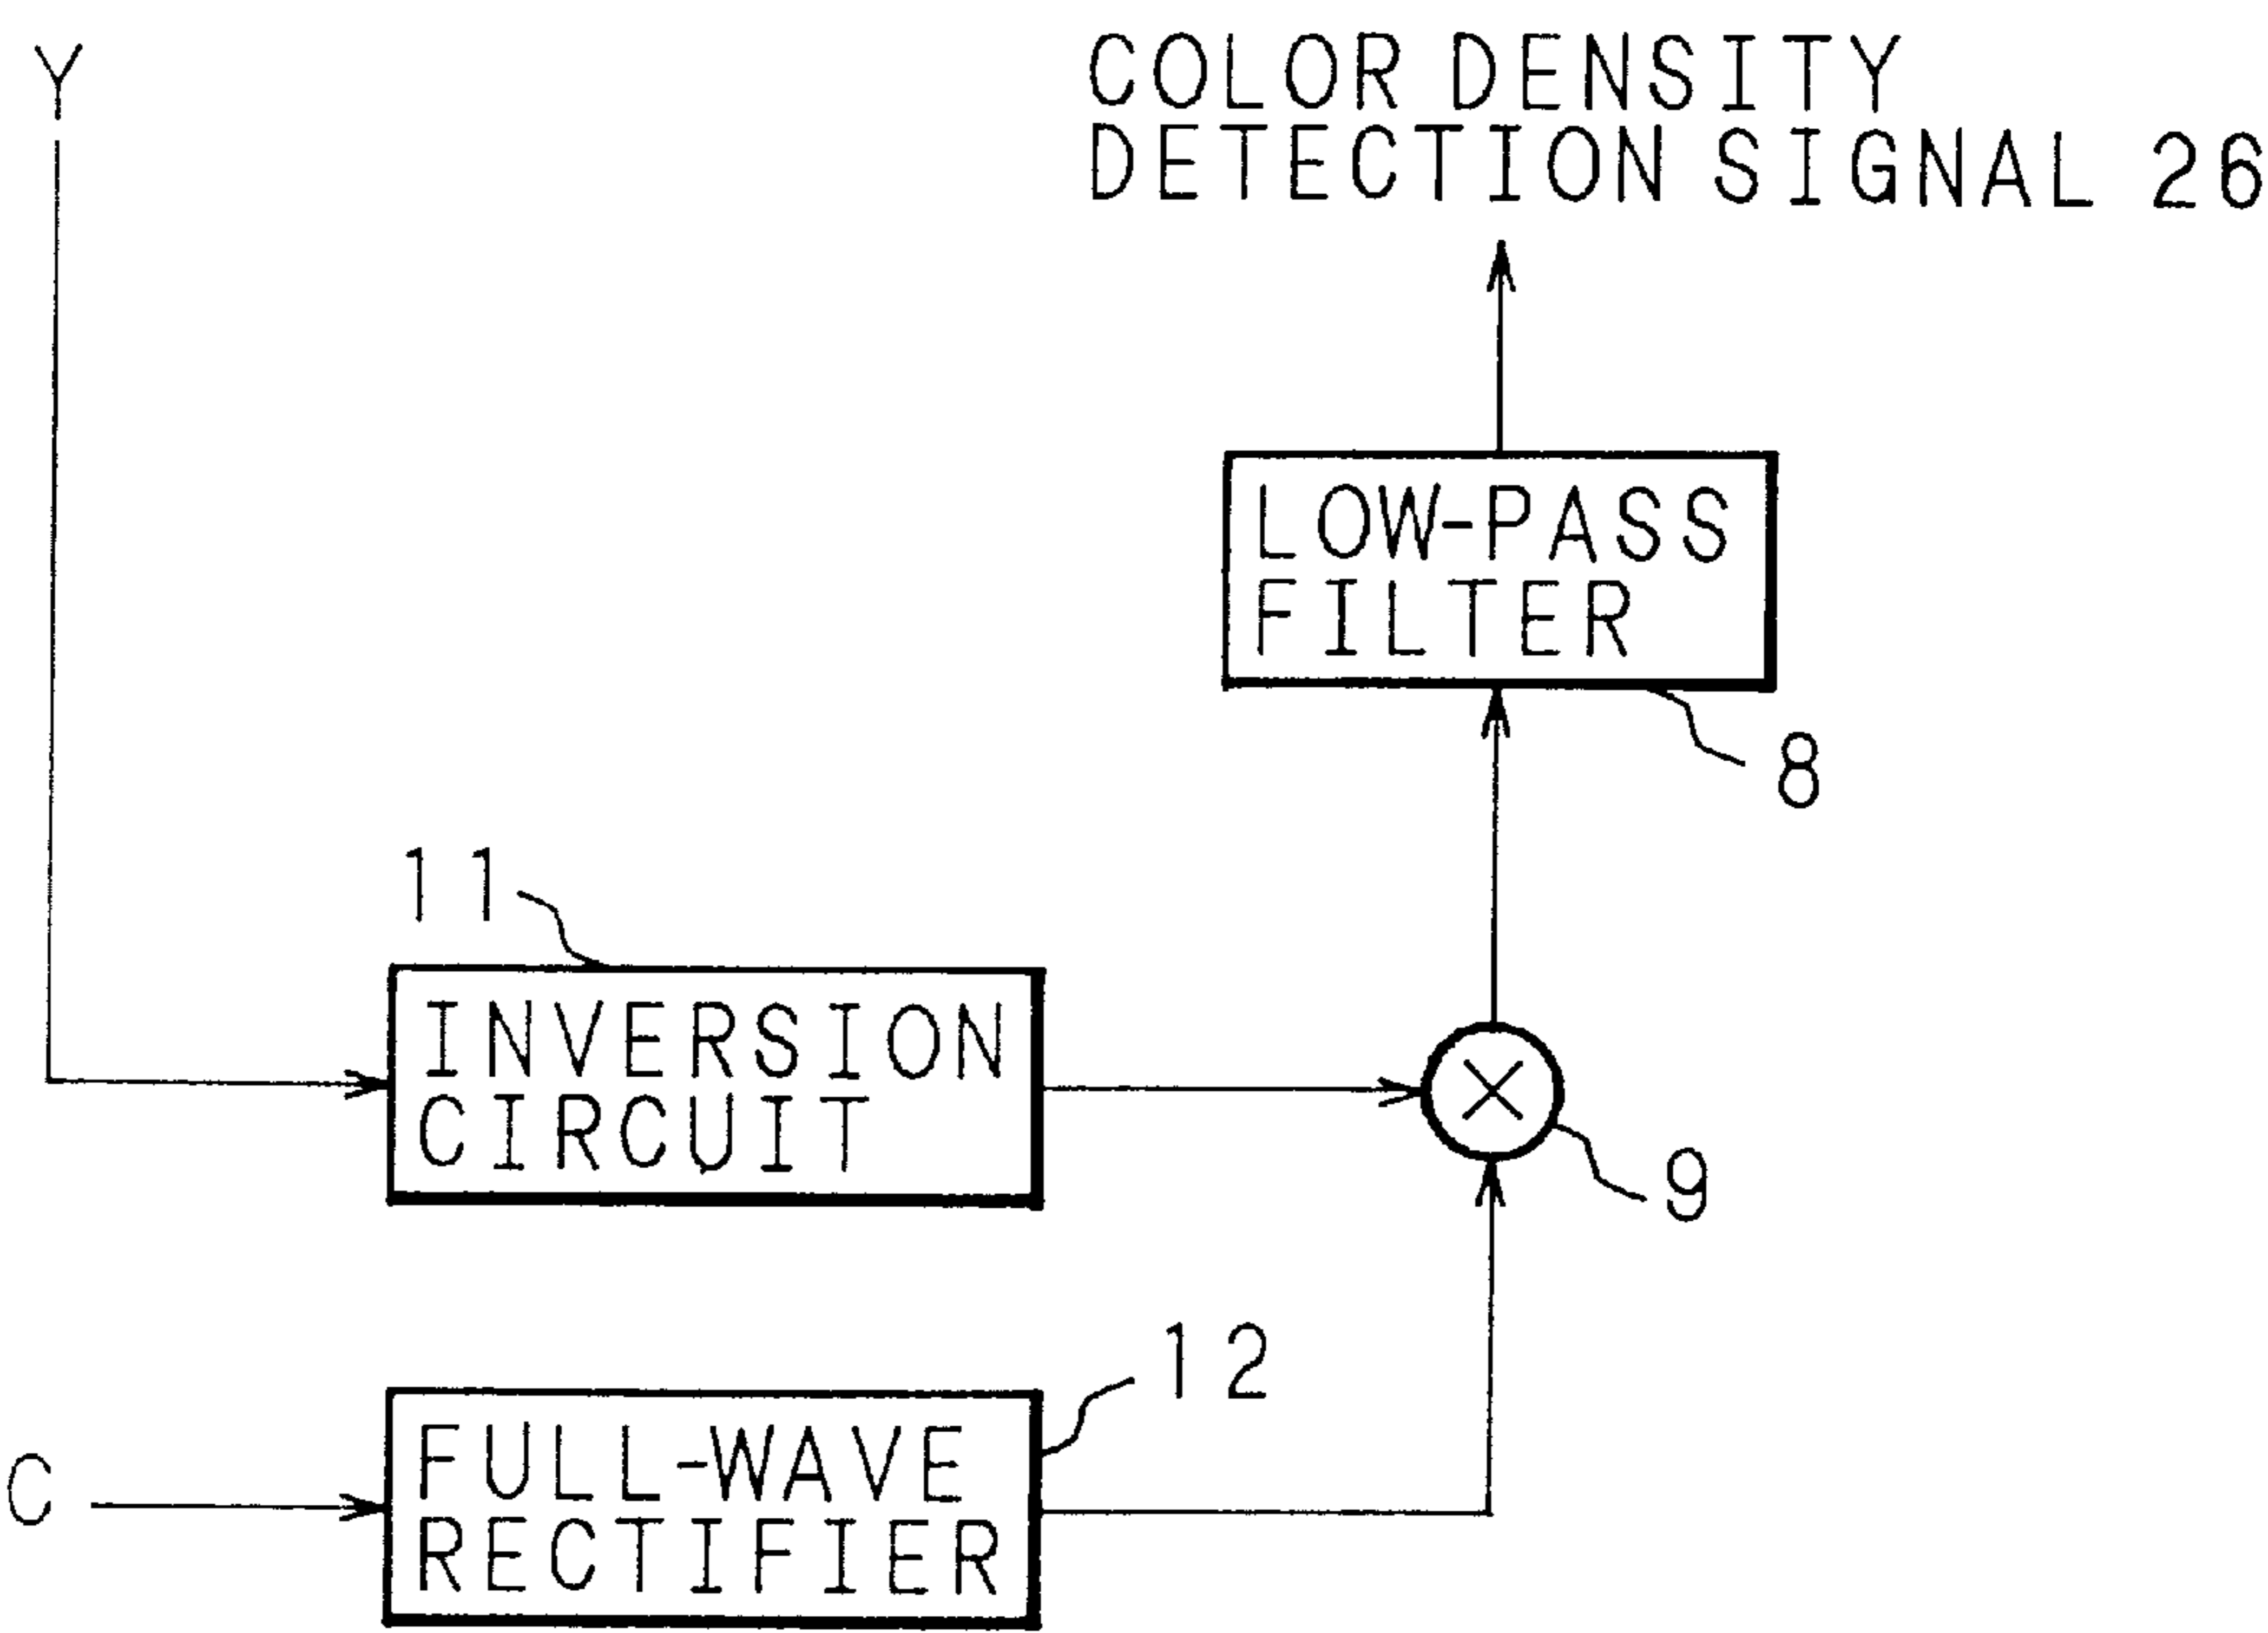 Y
COLOR DENSITY
DETECTION SIGNAL 26
LOW-PASS
FILTER
8
11
INVERSION
CIRCUIT
9
12
C
FULL-WAVE
RECTIFIER